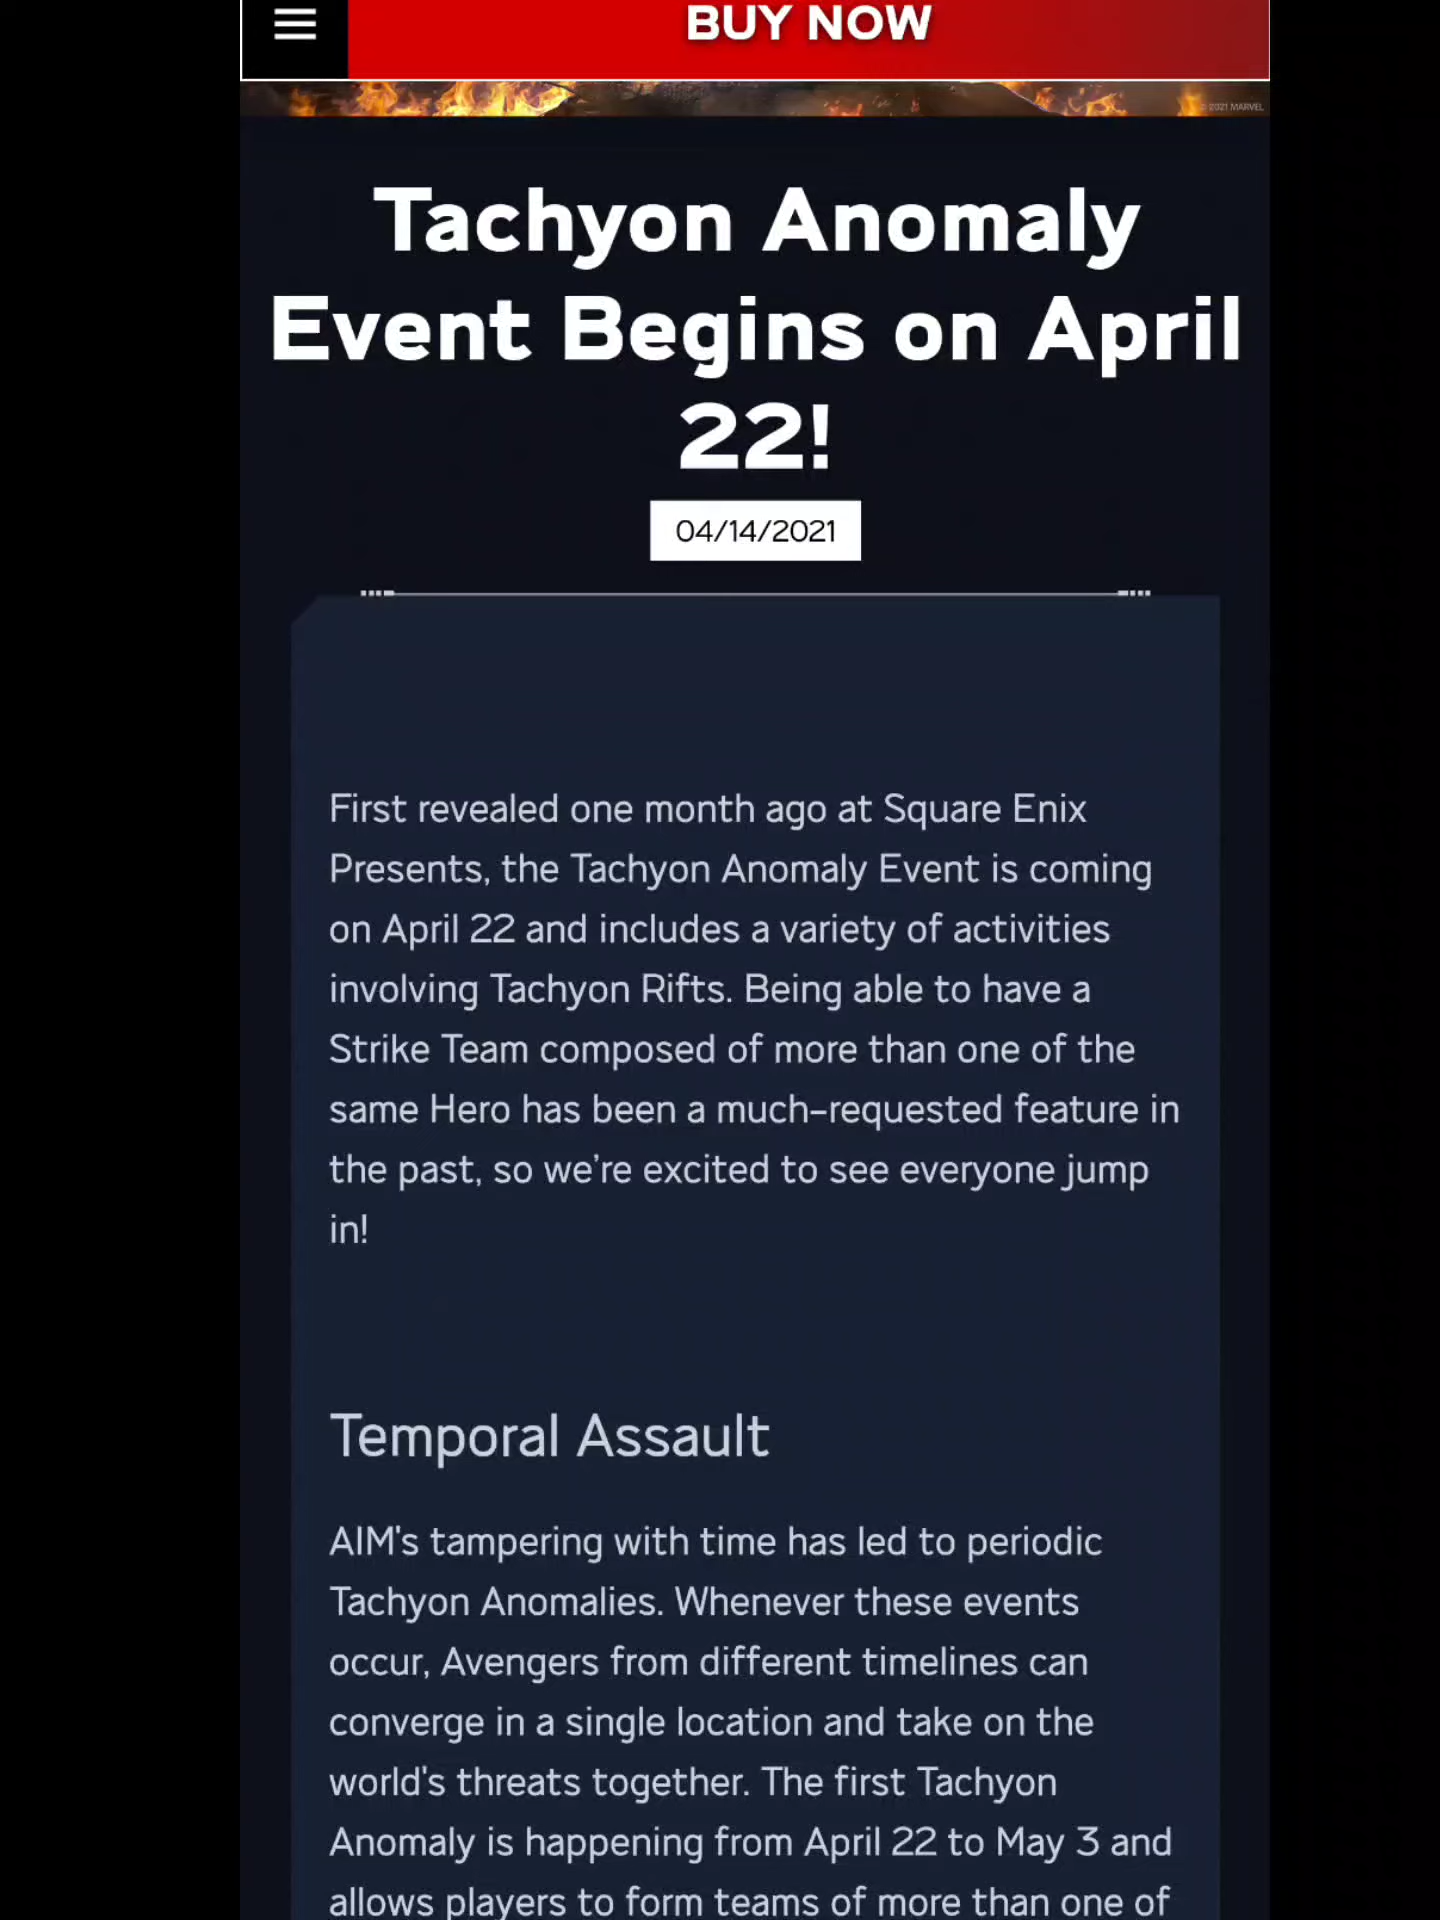 BUY NOW
© 2021 MARVEL
Tachyon Anomaly
Event Begins on April
22!
04/14/2021
First revealed one month ago at Square Enix
Presents, the Tachyon Anomaly Event is coming
on April 22 and includes a variety of activities
involving Tachyon Rifts. Being able to have a
Strike Team composed of more than one of the
same Hero has been a much-requested feature in
the past, so we’re excited to see everyone jump
in!
Temporal Assault
AIM's tampering with time has led to periodic
Tachyon Anomalies. Whenever these events
occur, Avengers from different timelines can
converge in a single location and take on the
world's threats together. The first Tachyon
Anomaly is happening from April 22 to May 3 and
allows players to form teams of more than one of